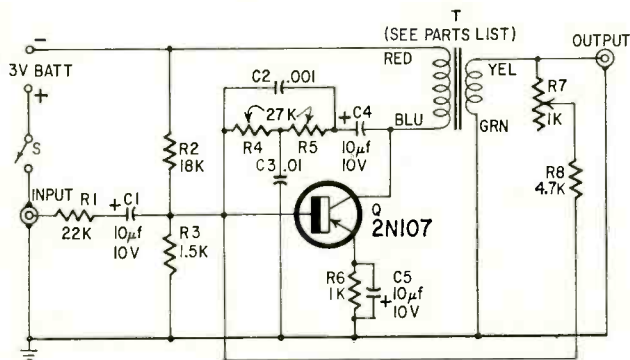 T
(SEE PARTS LIST)
OUTPUT
−
3V BATT
+
S
RED
YEL
BLU
GRN
C2 .001
27K
R4
R5
+ C4
10μf
10V
C3 .01
R2
18K
R7
1K
R8
4.7K
INPUT
R1
22K
+ C1
10μf
10V
R3
1.5K
Q
2N107
R6
1K
+
C5
10μf
10V